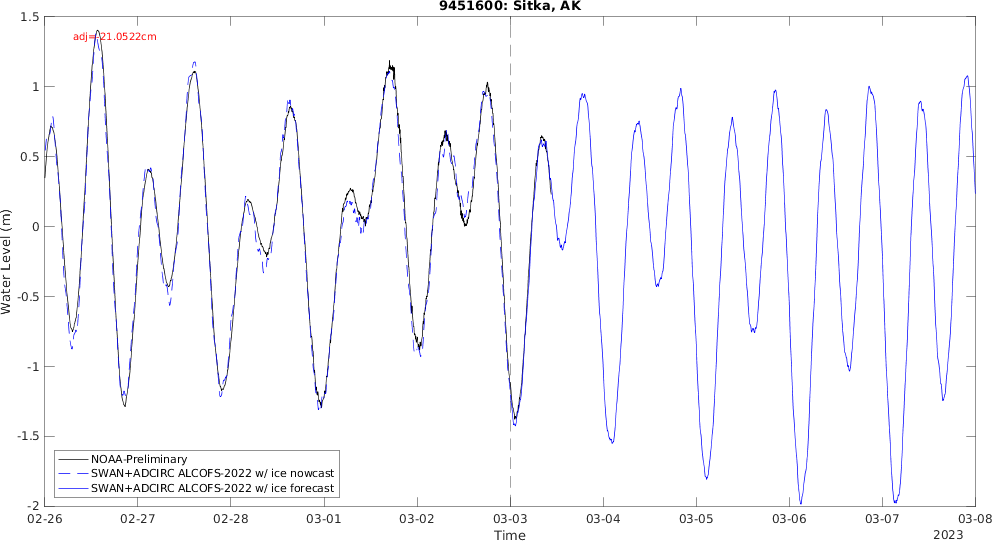 9451600: Sitka, AK
adj=-21.0522cm
Water Level (m)
1.5
1
0.5
0
-0.5
-1
-1.5
-2
NOAA-Preliminary
SWAN+ADCIRC ALCOFS-2022 w/ ice nowcast
SWAN+ADCIRC ALCOFS-2022 w/ ice forecast
02-26 02-27 02-28 03-01 03-02 03-03 03-04 03-05 03-06 03-07 03-08
Time
2023